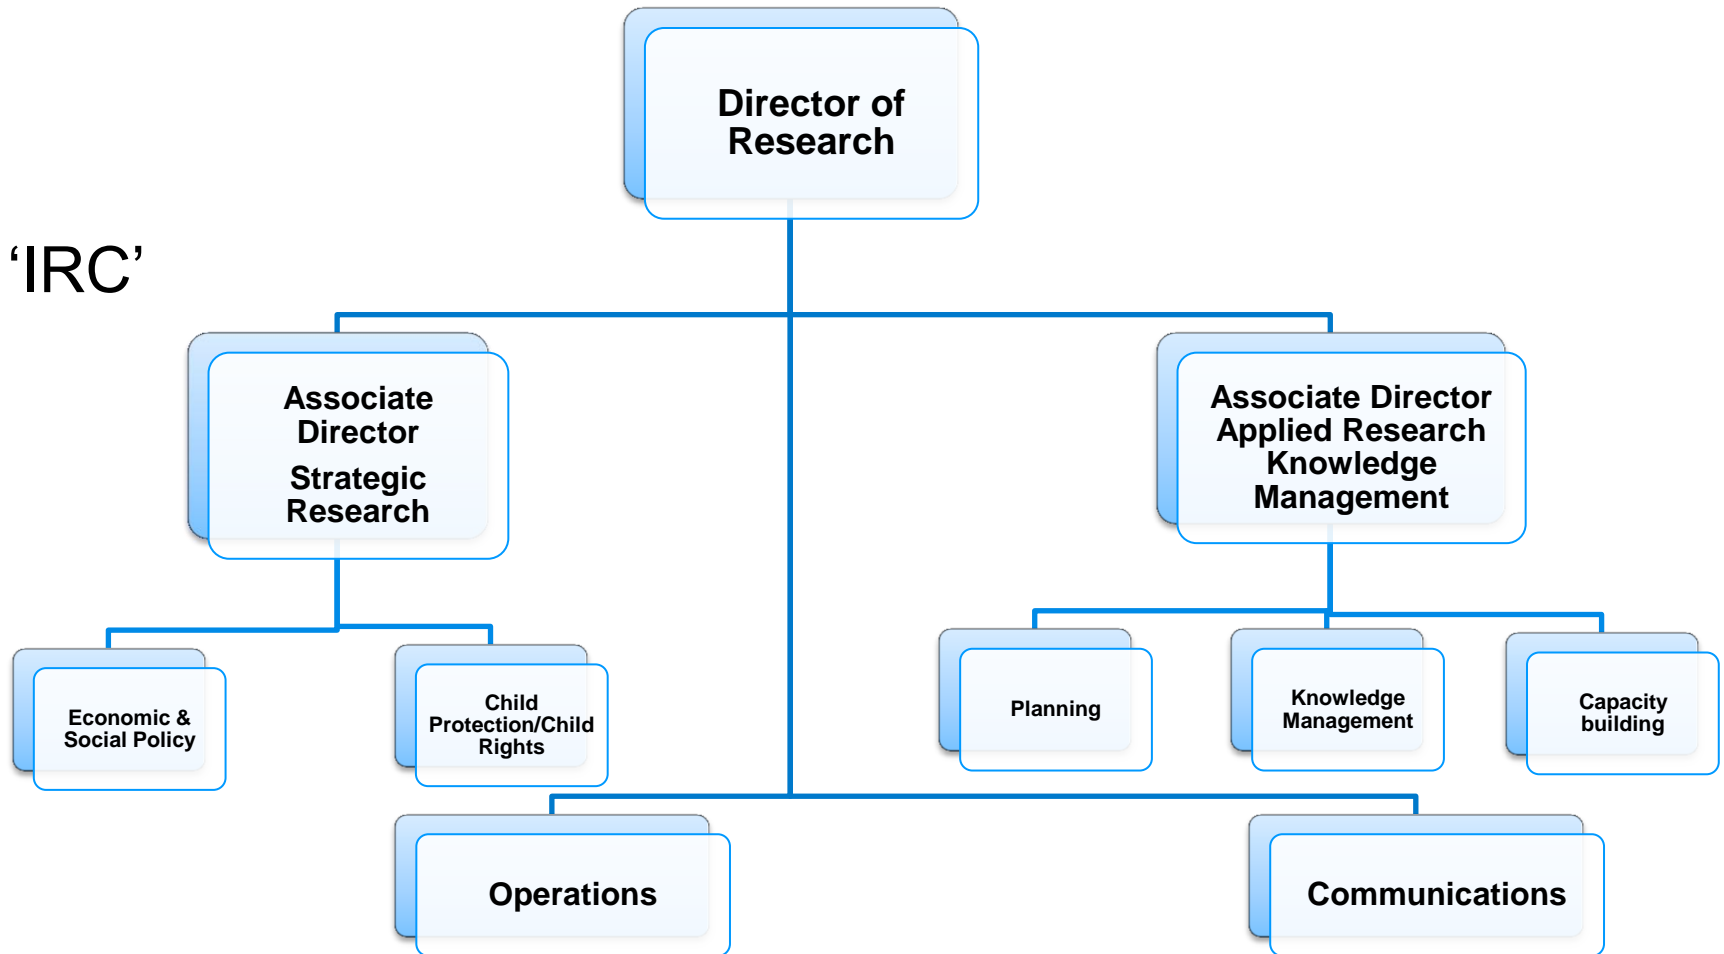 Director of
Research
‘IRC’
Associate
Director
Strategic
Research
Associate Director
Applied Research
Knowledge
Management
Economic &
Social Policy
Child
Protection/Child
Rights
Planning
Knowledge
Management
Capacity
building
Operations
Communications